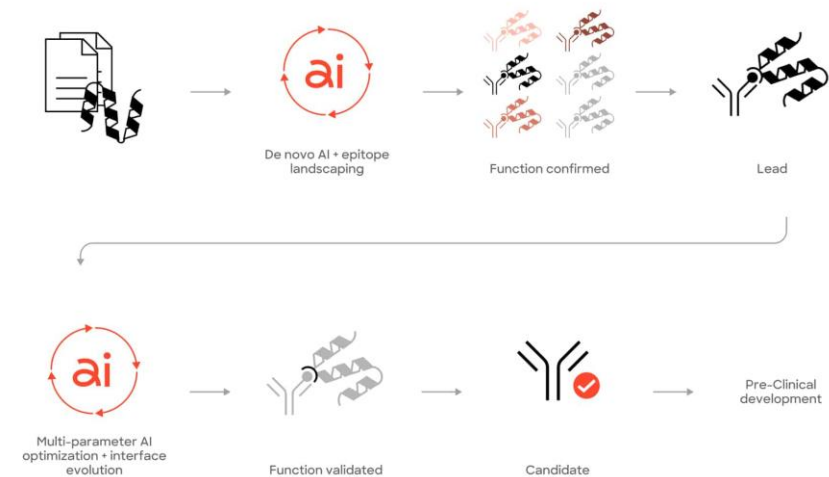 ai
De novo AI + epitope
landscaping
Function confirmed
Lead
ai
Multi-parameter AI
optimization + interface
evolution
Function validated
Candidate
Pre-Clinical
development